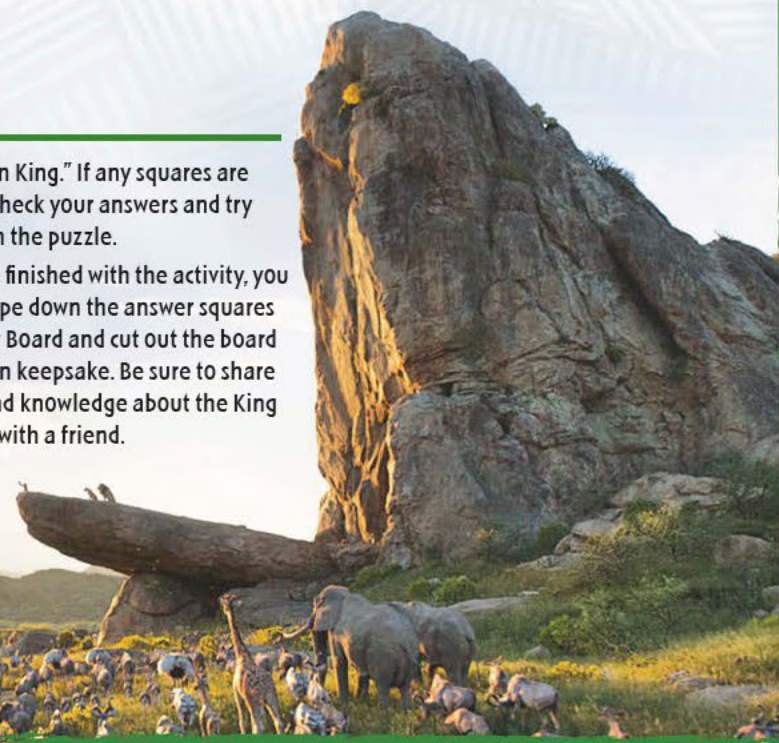 n King.” If any squares are
heck your answers and try
n the puzzle.
finished with the activity, you
pe down the answer squares
Board and cut out the board
n keepsake. Be sure to share
d knowledge about the King
with a friend.